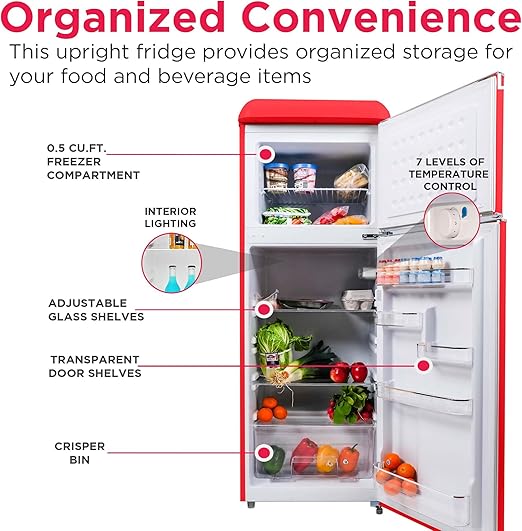 Organized Convenience
This upright fridge provides organized storage for
your food and beverage items
0.5 CU.FT.
FREEZER
COMPARTMENT
7 LEVELS OF
TEMPERATURE
CONTROL
INTERIOR
LIGHTING
ADJUSTABLE
GLASS SHELVES
TRANSPARENT
DOOR SHELVES
CRISPER
BIN